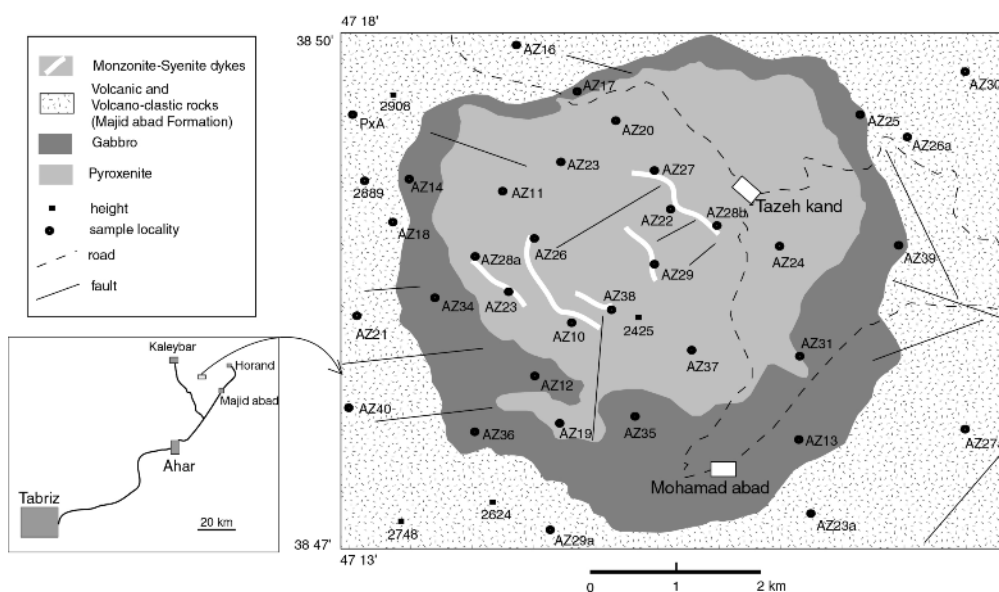 Monzonite-Syenite dykes
Volcanic and
Volcano-clastic rocks
(Majid abad Formation)
Gabbro
Pyroxenite
height
sample locality
road
fault
Kaleybar
Horand
Majid abad
Ahar
Tabriz
20 km
47 18'
38 50'
AZ16
AZ30
2908
AZ17
PxA
AZ20
AZ25
AZ26a
AZ23
AZ27
2889
AZ14
AZ11
Tazeh kand
AZ22
AZ28b
AZ18
AZ28a
AZ26
AZ24
AZ39
AZ29
AZ34
AZ23
AZ38
2425
AZ21
AZ10
AZ37
AZ31
AZ12
AZ40
AZ36
AZ19
AZ35
AZ13
AZ27a
Mohamad abad
2624
2748
AZ29a
AZ23a
38 47'
47 13'
0 1 2 km